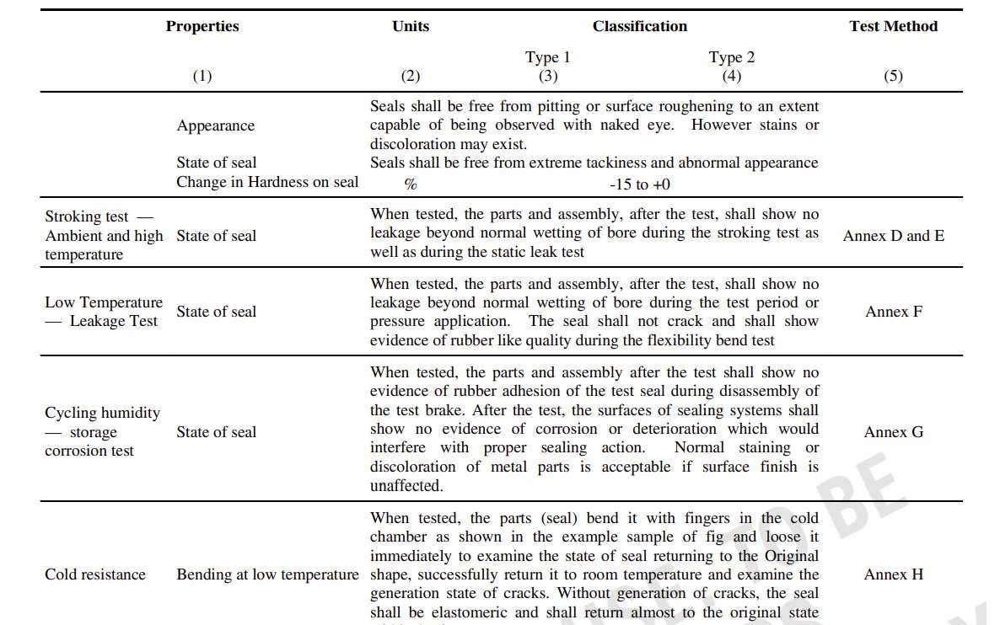 Properties Units Classification Test Method
Type 1 Type 2
(1) (2) (3) (4) (5)
Appearance
Seals shall be free from pitting or surface roughening to an extent
capable of being observed with naked eye. However stains or
discoloration may exist.
State of seal Seals shall be free from extreme tackiness and abnormal appearance
Change in Hardness on seal % -15 to +0
Stroking test —
Ambient and high
temperature
State of seal
When tested, the parts and assembly, after the test, shall show no
leakage beyond normal wetting of bore during the stroking test as
well as during the static leak test
Annex D and E
Low Temperature
— Leakage Test
State of seal
When tested, the parts and assembly, after the test, shall show no
leakage beyond normal wetting of bore during the test period or
pressure application. The seal shall not crack and shall show
evidence of rubber like quality during the flexibility bend test
Annex F
Cycling humidity
— storage
corrosion test
State of seal
When tested, the parts and assembly after the test shall show no
evidence of rubber adhesion of the test seal during disassembly of
the test brake. After the test, the surfaces of sealing systems shall
show no evidence of corrosion or deterioration which would
interfere with proper sealing action. Normal staining or
discoloration of metal parts is acceptable if surface finish is
unaffected.
Annex G
Cold resistance
Bending at low temperature
When tested, the parts (seal) bend it with fingers in the cold
chamber as shown in the example sample of fig and loose it
immediately to examine the state of seal returning to the Original
shape, successfully return it to room temperature and examine the
generation state of cracks. Without generation of cracks, the seal
shall be elastomeric and shall return almost to the original state
Annex H
USE. TO BE